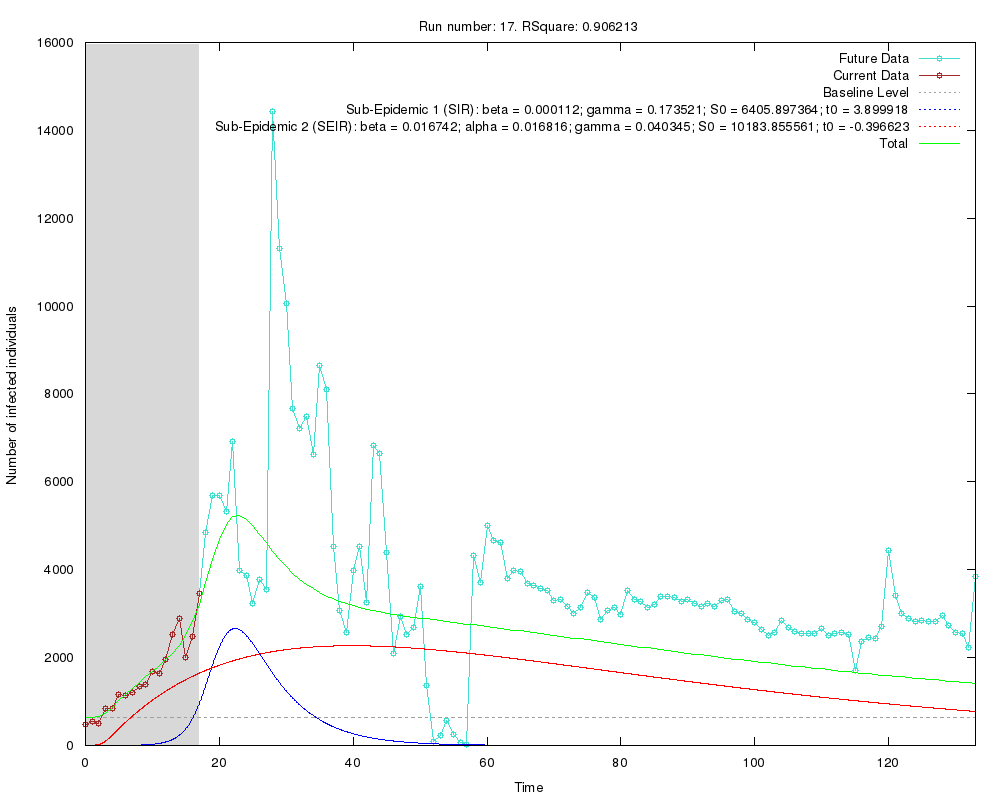 Run number: 17. RSquare: 0.906213
16000
14000
12000
10000
8000
6000
4000
2000
0
Number of infected individuals
Future Data
Current Data
Baseline Level
Sub-Epidemic 1 (SIR): beta = 0.000112; gamma = 0.173521; S0 = 6405.897364; t0 = 3.899918
Sub-Epidemic 2 (SEIR): beta = 0.016742; alpha = 0.016816; gamma = 0.040345; S0 = 10183.855561; t0 = -0.396623
Total
0 20 40 60 80 100 120
Time